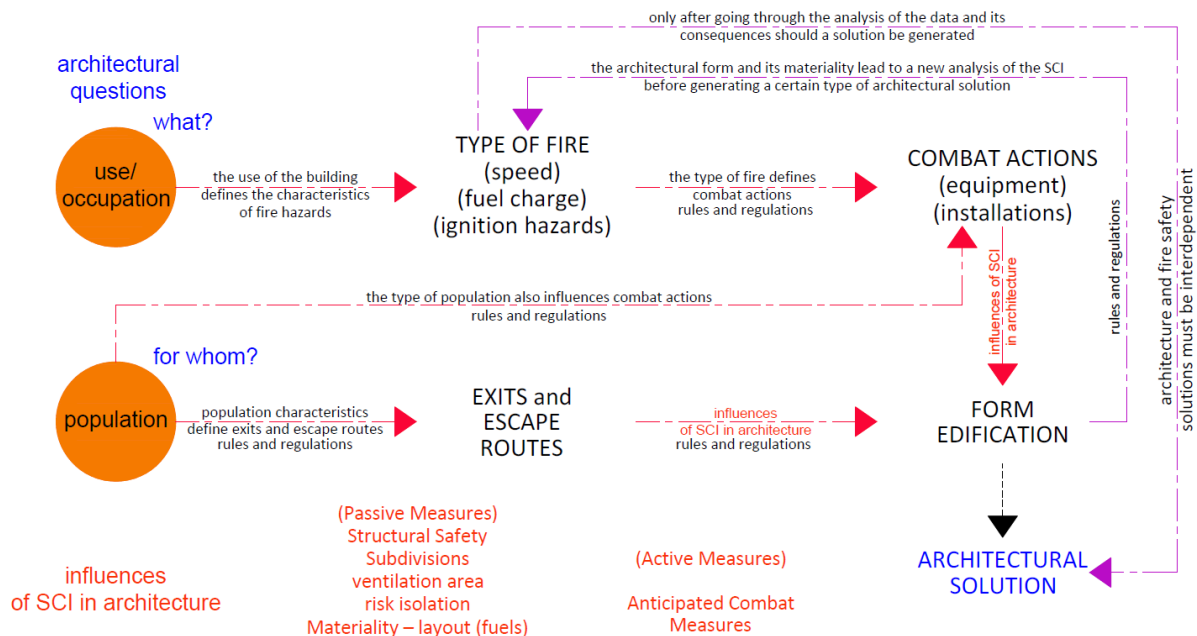 only after going through the analysis of the data and its
consequences should a solution be generated
architectural
questions
the architectural form and its materiality lead to a new analysis of the SCI
before generating a certain type of architectural solution
what?
use/
occupation
the use of the building
defines the characteristics
of fire hazards
TYPE OF FIRE
(speed)
(fuel charge)
(ignition hazards)
the type of fire defines
combat actions
rules and regulations
COMBAT ACTIONS
(equipment)
(installations)
influences of SCI
in architecture
rules and regulations
architecture and fire safety
solutions must be interdependent
the type of population also influences combat actions
rules and regulations
for whom?
population
population characteristics
define exits and escape routes
rules and regulations
EXITS and
ESCAPE
ROUTES
influences
of SCI in architecture
rules and regulations
FORM
EDIFICATION
influences
of SCI in architecture
(Passive Measures)
Structural Safety
Subdivisions
ventilation area
risk isolation
Materiality – layout (fuels)
(Active Measures)
Anticipated Combat
Measures
ARCHITECTURAL
SOLUTION